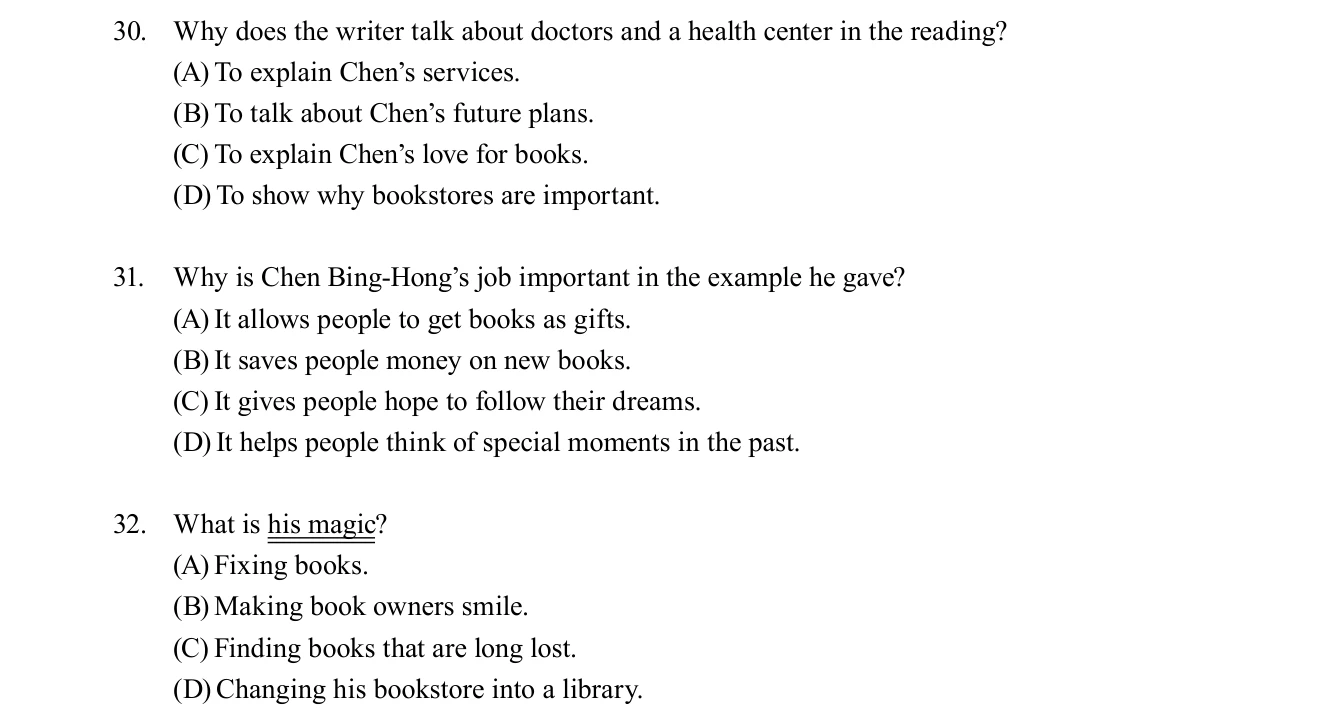 30. Why does the writer talk about doctors and a health center in the reading?
(A) To explain Chen’s services.
(B) To talk about Chen’s future plans.
(C) To explain Chen’s love for books.
(D) To show why bookstores are important.
31. Why is Chen Bing-Hong’s job important in the example he gave?
(A) It allows people to get books as gifts.
(B) It saves people money on new books.
(C) It gives people hope to follow their dreams.
(D) It helps people think of special moments in the past.
32. What is his magic?
(A) Fixing books.
(B) Making book owners smile.
(C) Finding books that are long lost.
(D) Changing his bookstore into a library.